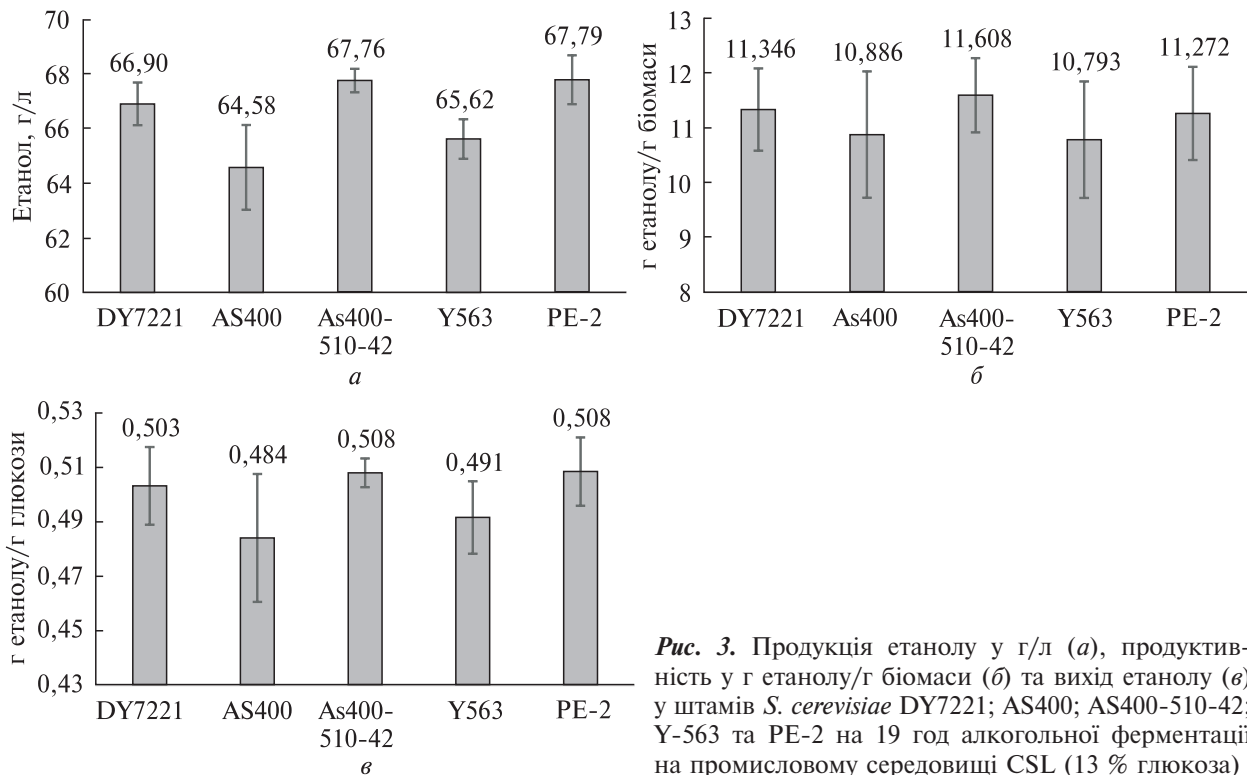 70
68
66
64
62
60
Етанол, г/л
66,90
64,58
67,76
65,62
67,79
DY7221 AS400 As400- Y563 PE-2
510-42
а
13
12
11
10
9
8
г етанолу/г біомаси
11,346
10,886
11,608
10,793
11,272
DY7221 As400 As400- Y563 PE-2
510-42
б
0,53
0,51
0,49
0,47
0,45
0,43
г етанолу/г глюкози
0,503
0,484
0,508
0,491
0,508
DY7221 AS400 As400- Y563 PE-2
510-42
в
Рис. 3. Продукція етанолу у г/л (а), продуктив-
ність у г етанолу/г біомаси (б) та вихід етанолу (в)
у штамів S. cerevisiae DY7221; AS400; AS400-510-42;
Y-563 та PE-2 на 19 год алкогольної ферментації
на промисловому середовищі CSL (13 % глюкоза)